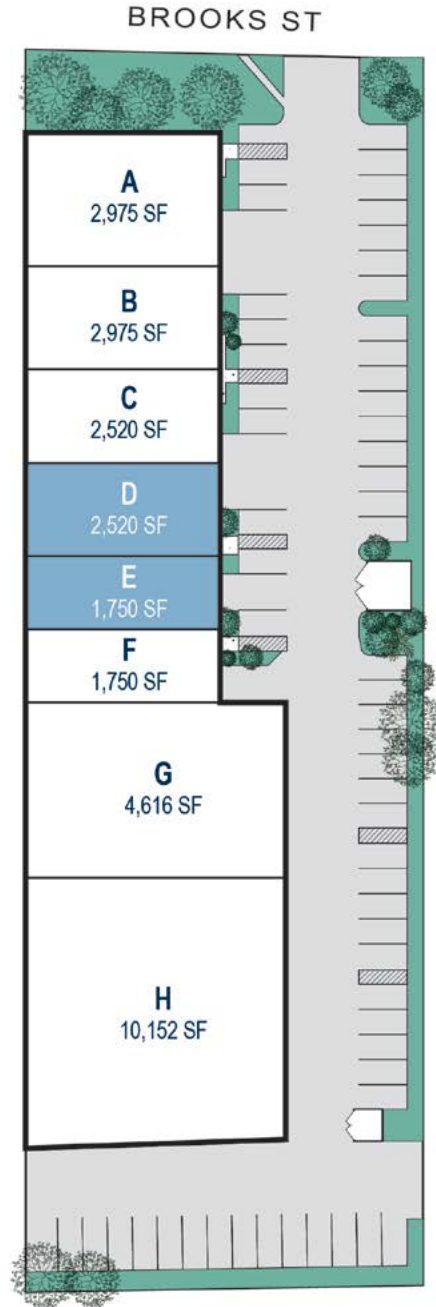 BROOKS ST
A
2,975 SF
B
2,975 SF
C
2,520 SF
D
2,520 SF
E
1,750 SF
F
1,750 SF
G
4,616 SF
H
10,152 SF